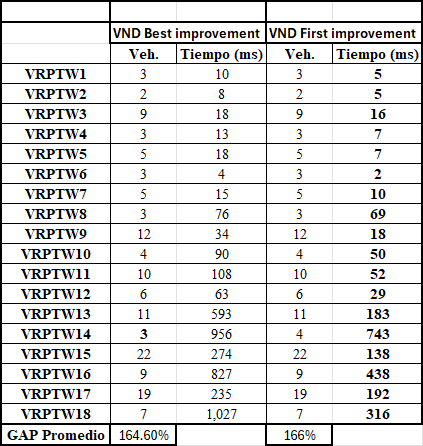 VND Best improvement VND First improvement
Veh. Tiempo (ms) Veh. Tiempo (ms)
VRPTW1 3 10 3 5
VRPTW2 2 8 2 5
VRPTW3 9 18 9 16
VRPTW4 3 13 3 7
VRPTW5 5 18 5 7
VRPTW6 3 4 3 2
VRPTW7 5 15 5 10
VRPTW8 3 76 3 69
VRPTW9 12 34 12 18
VRPTW10 4 90 4 50
VRPTW11 10 108 10 52
VRPTW12 6 63 6 29
VRPTW13 11 593 11 183
VRPTW14 3 956 4 743
VRPTW15 22 274 22 138
VRPTW16 9 827 9 438
VRPTW17 19 235 19 192
VRPTW18 7 1,027 7 316
GAP Promedio 164.60% 166%